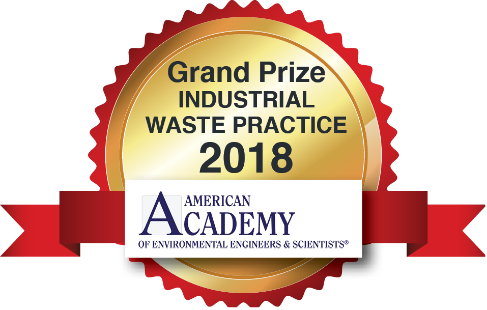 Grand Prize
INDUSTRIAL
WASTE PRACTICE
2018
AMERICAN
ACADEMY
OF ENVIRONMENTAL ENGINEERS & SCIENTISTS®